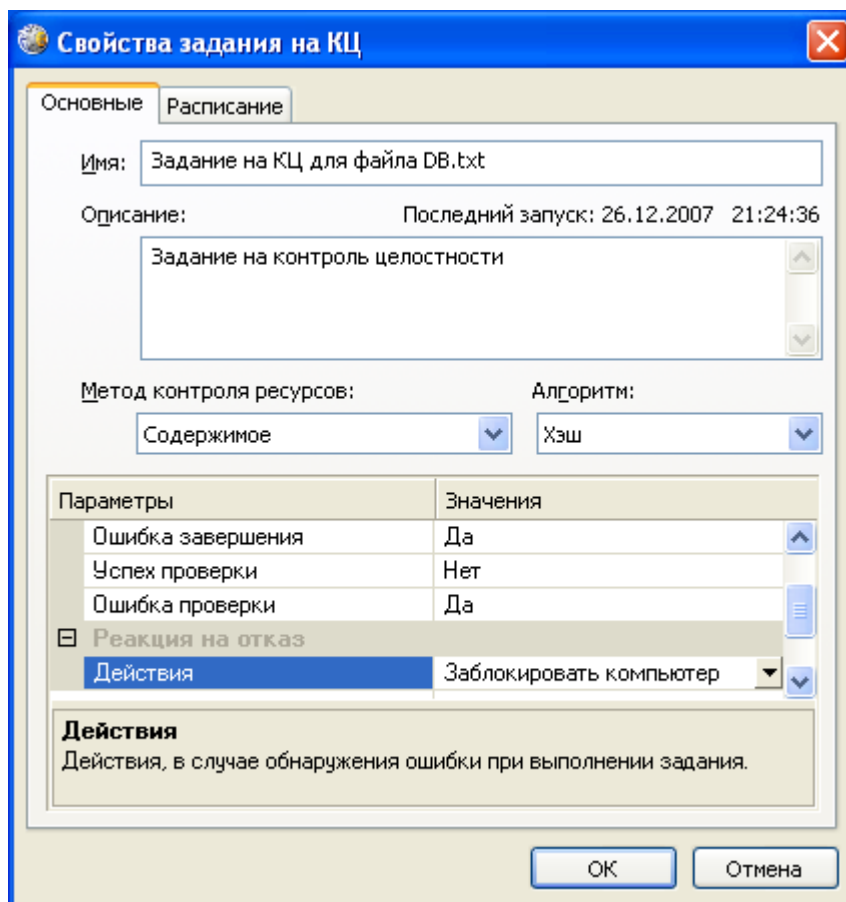 Свойства задания на КЦ
Основные Расписание
Имя: Задание на КЦ для файла DB.txt
Описание: Последний запуск: 26.12.2007 21:24:36
Задание на контроль целостности
Метод контроля ресурсов: Алгоритм:
Содержимое Хэш
Параметры Значения
Ошибка завершения Да
Успех проверки Нет
Ошибка проверки Да
Реакция на отказ
Действия Заблокировать компьютер
Действия
Действия, в случае обнаружения ошибки при выполнении задания.
ОК Отмена